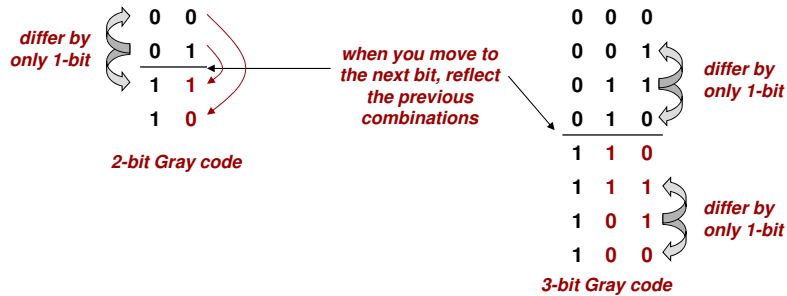 0 0
0 1
1 1
1 0
differ by
only 1-bit
2-bit Gray code
when you move to
the next bit, reflect
the previous
combinations
0 0 0
0 0 1
0 1 1
0 1 0
1 1 0
1 1 1
1 0 1
1 0 0
differ by
only 1-bit
differ by
only 1-bit
3-bit Gray code